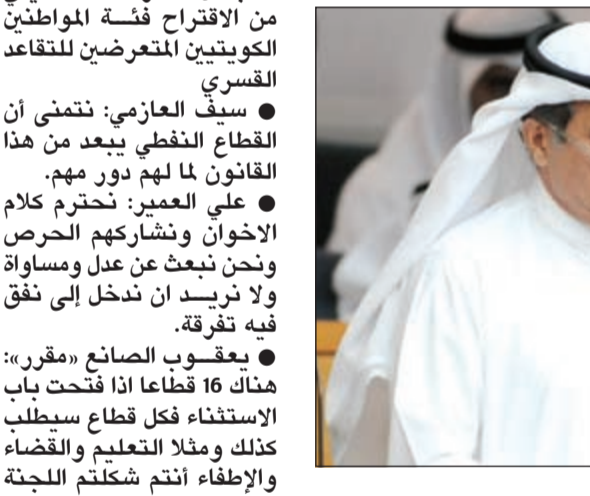 من الاقتراح فئة المواطنين
الكويتيين المتعرضين للتقاعد
القسري
● سيف العازمي: نتمنى أن
القطاع النفطي يبعد من هذا
القانون لما لهم دور مهم.
● علي العمير: نحترم كلام
الاخوان ونشاركهم الحرص
ونحن نبعث عن عدل ومساواة
ولا نريد ان ندخل إلى نفق
فيه تفرقة.
● يعقوب الصانع «مقرر»:
هناك 16 قطاعا اذا فتحت باب
الاستثناء فكل قطاع سيطلب
كذلك ومثلا التعليم والقضاء
والإطفاء أنتم شكلتم اللجنة